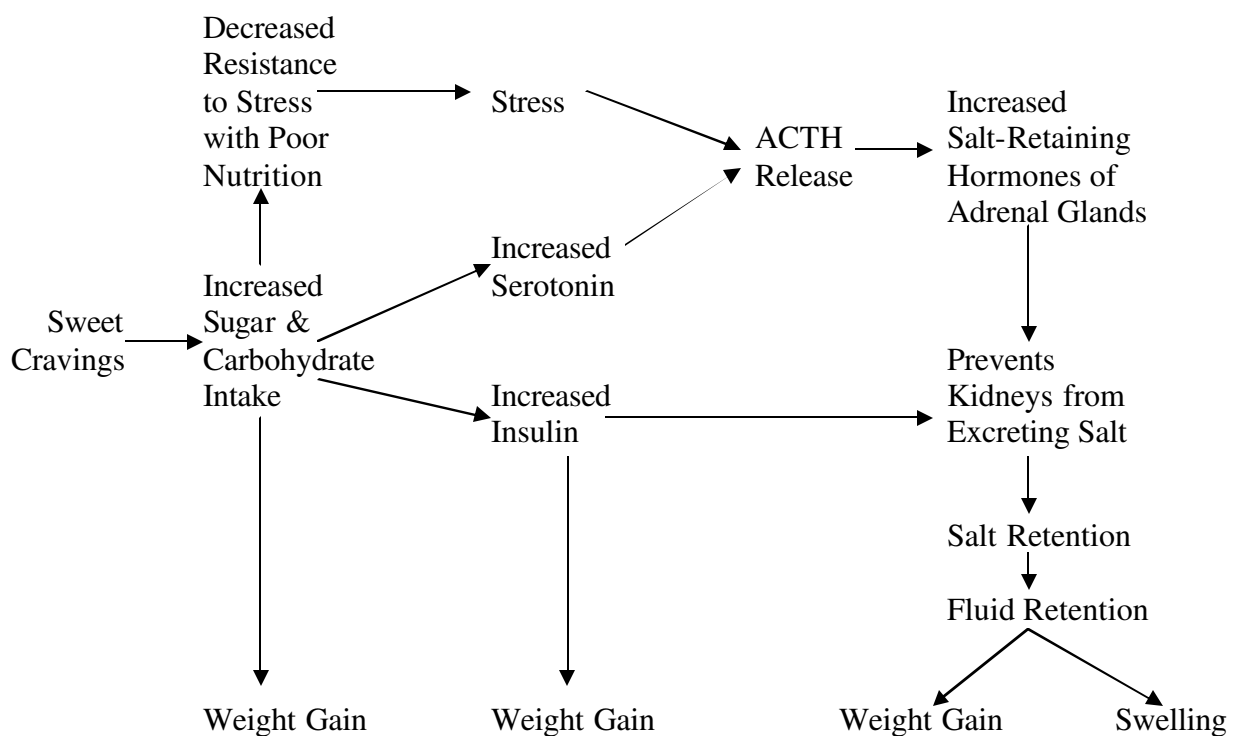 Decreased
Resistance
to Stress
with Poor
Nutrition
Stress
ACTH
Release
Increased
Salt-Retaining
Hormones of
Adrenal Glands
Sweet
Cravings
Increased
Sugar &
Carbohydrate
Intake
Increased
Serotonin
Increased
Insulin
Prevents
Kidneys from
Excreting Salt
Salt Retention
Fluid Retention
Weight Gain
Weight Gain
Weight Gain
Swelling